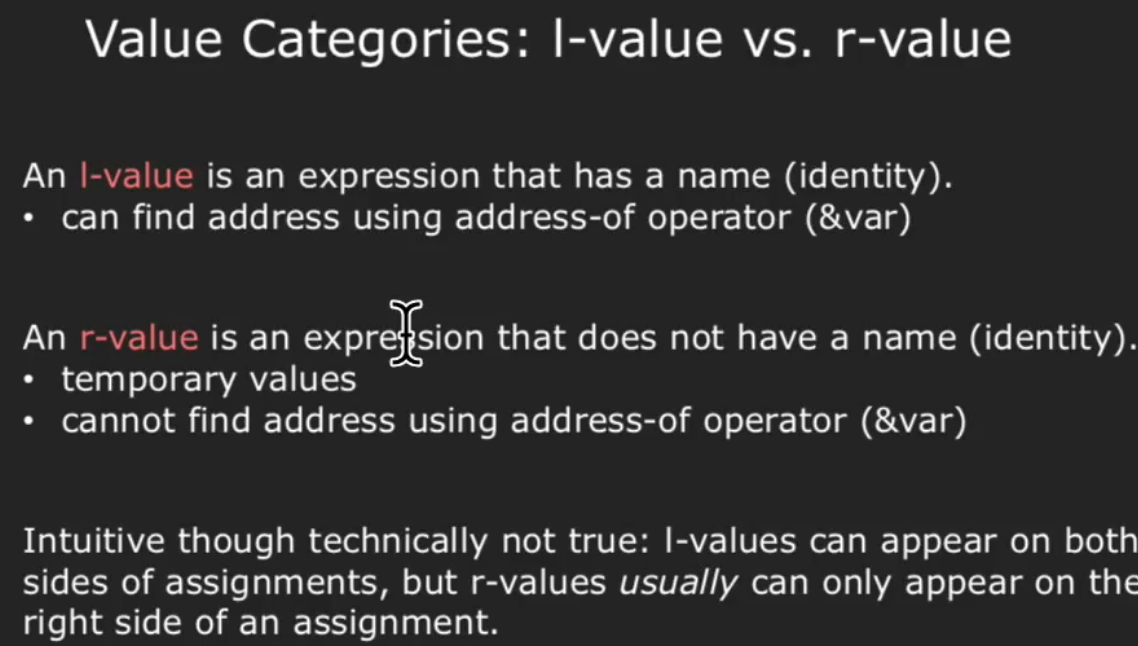 Value Categories: l-value vs. r-value
An l-value is an expression that has a name (identity).
• can find address using address-of operator (&var)
An r-value is an expression that does not have a name (identity).
• temporary values
• cannot find address using address-of operator (&var)
Intuitive though technically not true: l-values can appear on both
sides of assignments, but r-values usually can only appear on the
right side of an assignment.